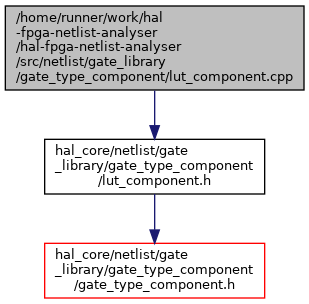 /home/runner/work/hal
-fpga-netlist-analyser
/hal-fpga-netlist-analyser
/src/netlist/gate_library
/gate_type_component/lut_component.cpp
hal_core/netlist/gate
_library/gate_type_component
/lut_component.h
hal_core/netlist/gate
_library/gate_type_component
/gate_type_component.h